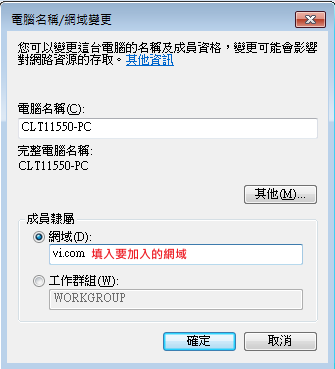 電腦名稱/網域變更
您可以變更這台電腦的名稱及成員資格，變更可能會影響
對網路資源的存取。其他資訊
電腦名稱(C):
CLT11550-PC
完整電腦名稱:
CLT11550-PC
其他(M)...
成員隸屬
網域(D):
vi.com 填入要加入的網域
工作群組(W):
WORKGROUP
確定 取消